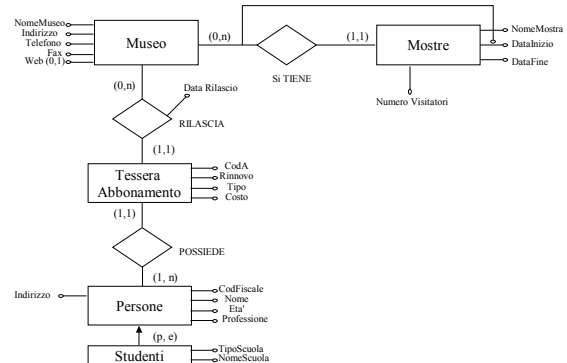 NomeMuseo
Indirizzo
Telefono
Fax
Web (0,1)
Museo
(0,n)
(1,1)
Mostre
NomeMostra
DataInizio
DataFine
Si TIENE
Numero Visitatori
(0,n)
Data Rilascio
RILASCIA
(1,1)
Tessera
Abbonamento
CodA
Rinnovo
Tipo
Costo
(1,1)
POSSIEDE
(1, n)
Indirizzo
Persone
CodFiscale
Nome
Eta'
Professione
(p, e)
Studenti
TipoScuola
NomeScuola